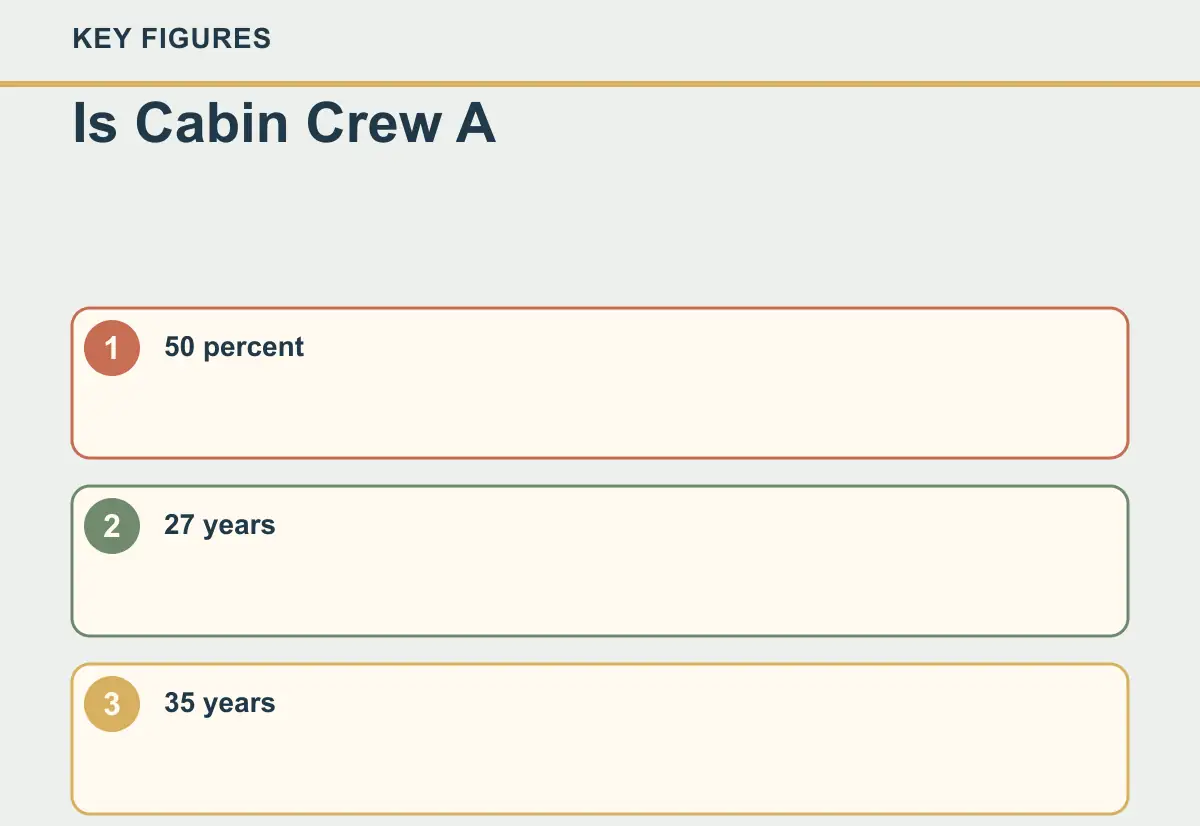 KEY FIGURES
Is Cabin Crew A
1 50 percent
2 27 years
3 35 years